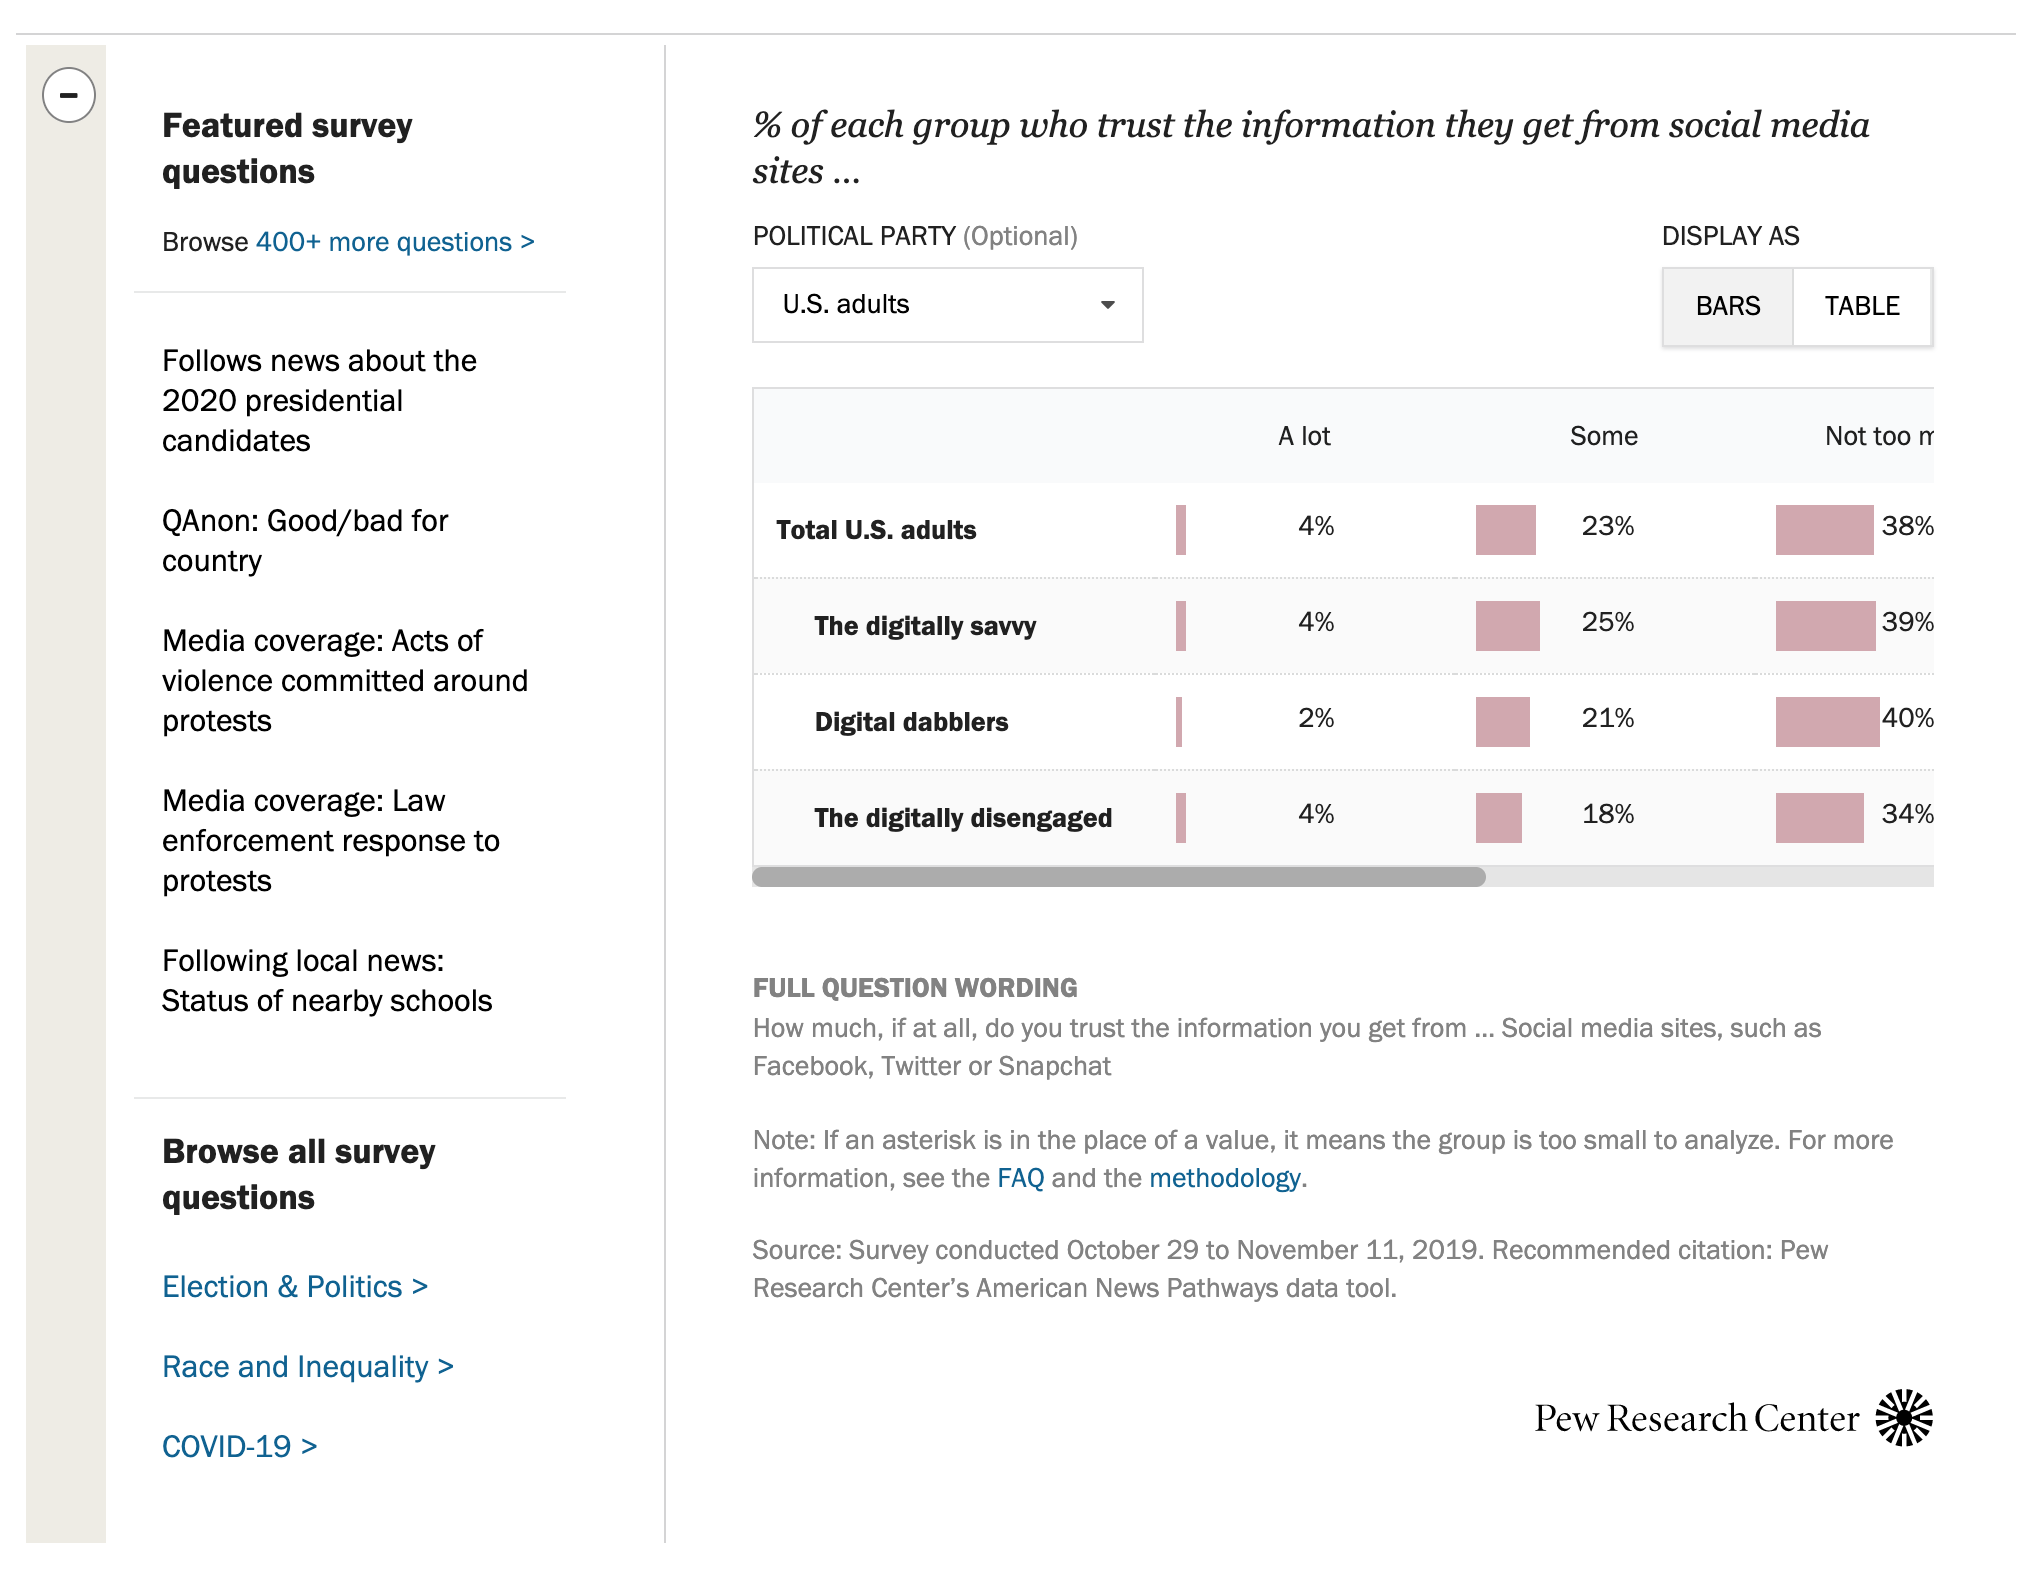 Featured survey
questions
Browse 400+ more questions >
Follows news about the
2020 presidential
candidates
QAnon: Good/bad for
country
Media coverage: Acts of
violence committed around
protests
Media coverage: Law
enforcement response to
protests
Following local news:
Status of nearby schools
Browse all survey
questions
Election & Politics >
Race and Inequality >
COVID-19 >
% of each group who trust the information they get from social media
sites ...
POLITICAL PARTY (Optional)
U.S. adults
DISPLAY AS
BARS TABLE
A lot Some Not too
Total U.S. adults 4% 23% 38%
The digitally savvy 4% 25% 39%
Digital dabblers 2% 21% 40%
The digitally disengaged 4% 18% 34%
FULL QUESTION WORDING
How much, if at all, do you trust the information you get from ... Social media sites, such as
Facebook, Twitter or Snapchat
Note: If an asterisk is in the place of a value, it means the group is too small to analyze. For more
information, see the FAQ and the methodology.
Source: Survey conducted October 29 to November 11, 2019. Recommended citation: Pew
Research Center’s American News Pathways data tool.
Pew Research Center